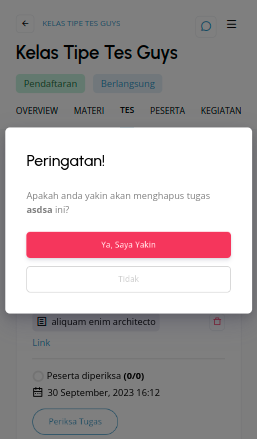 KELAS TIPE TES GUYS
Kelas Tipe Tes Guys
Pendaftaran
Berlangsung
OVERVIEW MATERI TES PESERTA KEGIATAN
Peringatan!
Apakah anda yakin akan menghapus tugas
asdsa ini?
Ya, Saya Yakin
Tidak
aliquam enim architecto
Link
Peserta diperiksa (0/0)
30 September, 2023 16:12
Periksa Tugas